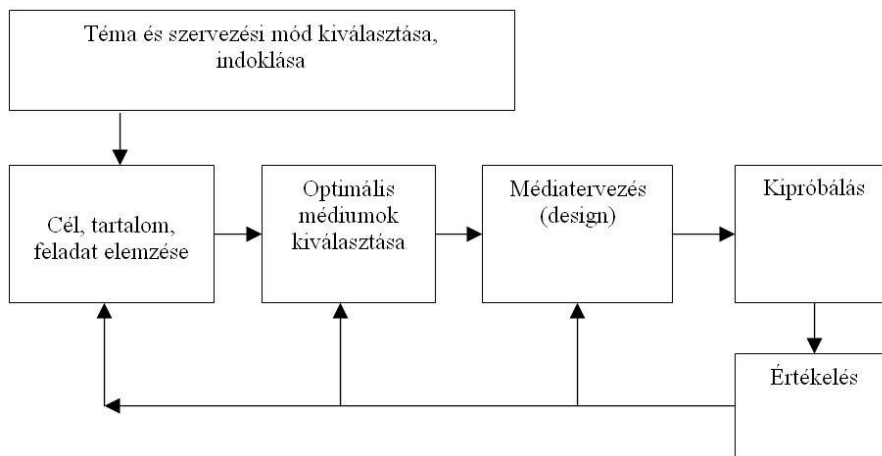 Téma és szervezési mód kiválasztása,
indoklása
Cél, tartalom,
feladat elemzése
Optimális
médiumok
kiválasztása
Médiatervezés
(design)
Kipróbálás
Értékelés